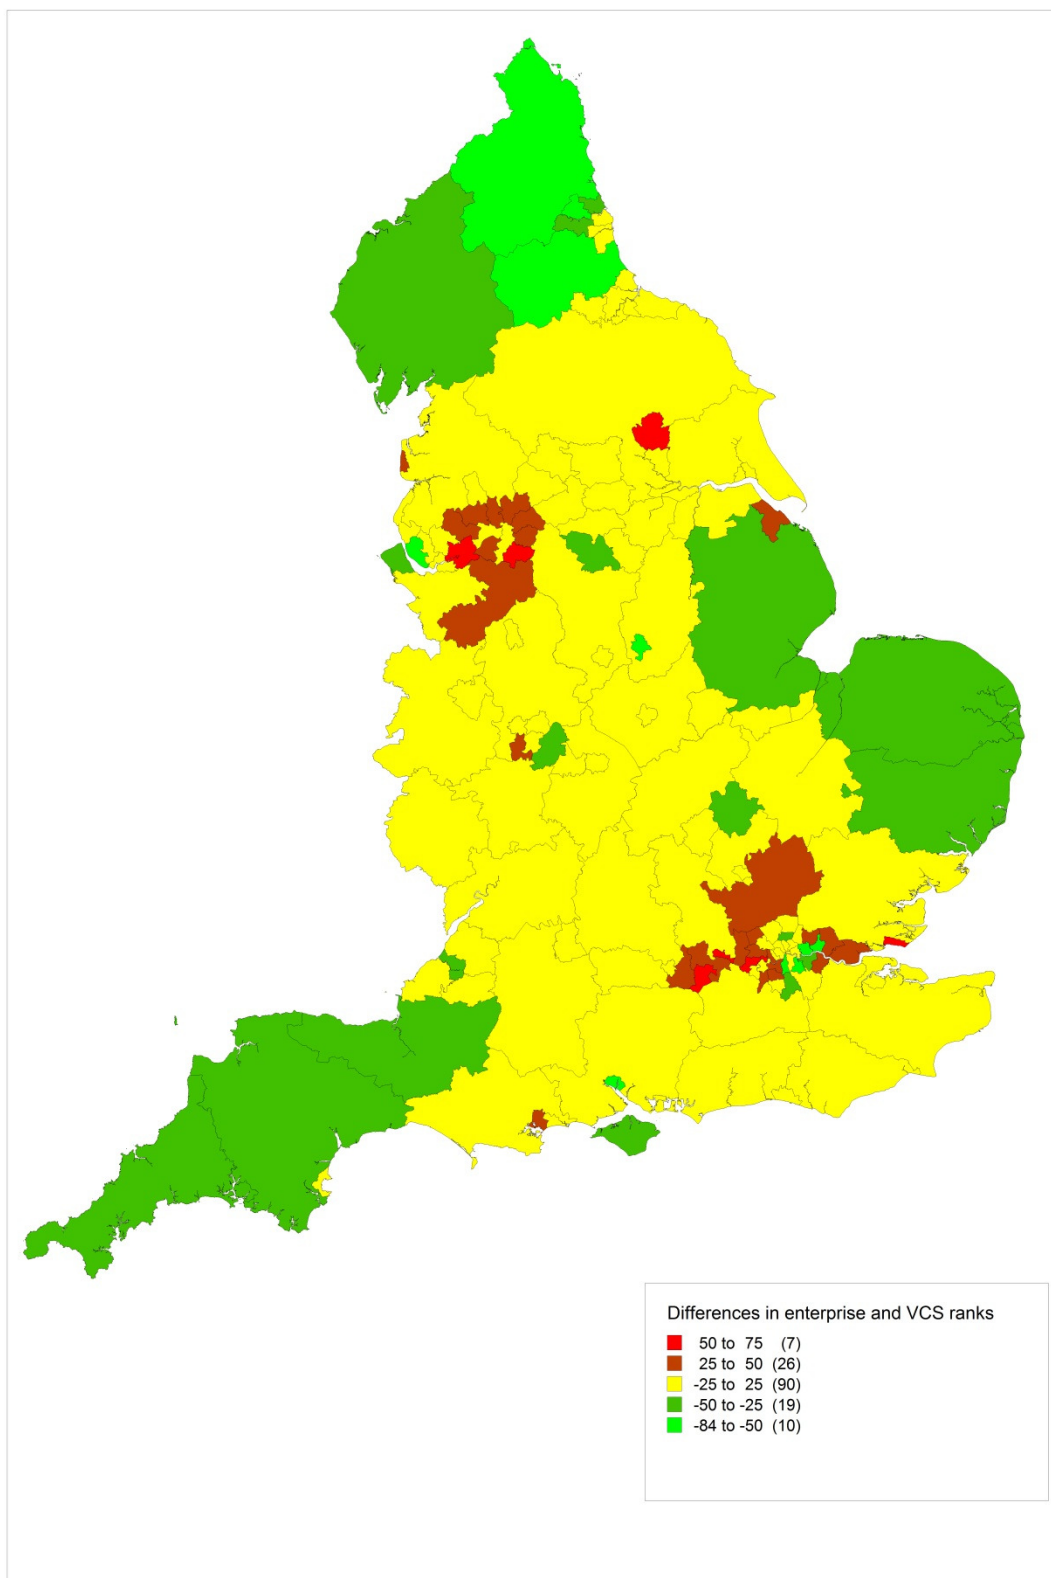 Differences in enterprise and VCS ranks
50 to 75 (7)
25 to 50 (26)
-25 to 25 (90)
-50 to -25 (19)
-84 to -50 (10)